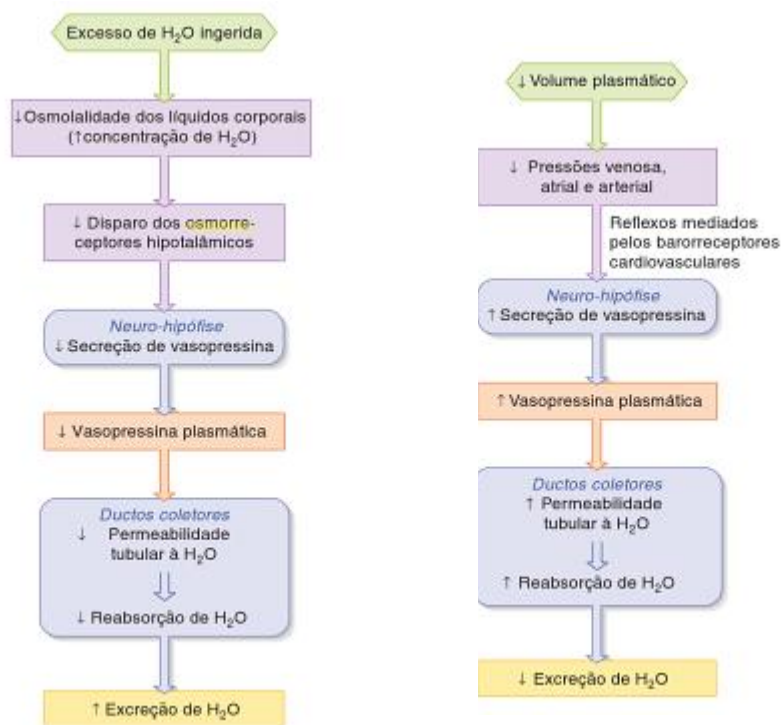 Excesso de H₂O ingerida
↓Osmolalidade dos líquidos corporais
(↑concentração de H₂O)
↓ Disparo dos osmorre-
ceptores hipotalâmicos
Neuro-hipófise
↓ Secreção de vasopressina
↓ Vasopressina plasmática
Ductos coletores
↓ Permeabilidade
tubular à H₂O
↓ Reabsorção de H₂O
↑ Excreção de H₂O
↓ Volume plasmático
↓ Pressões venosa,
atrial e arterial
Reflexos mediados
pelos barorreceptores
cardiovasculares
Neuro-hipófise
↑ Secreção de vasopressina
↑ Vasopressina plasmática
Ductos coletores
↑ Permeabilidade
tubular à H₂O
↑ Reabsorção de H₂O
↓ Excreção de H₂O